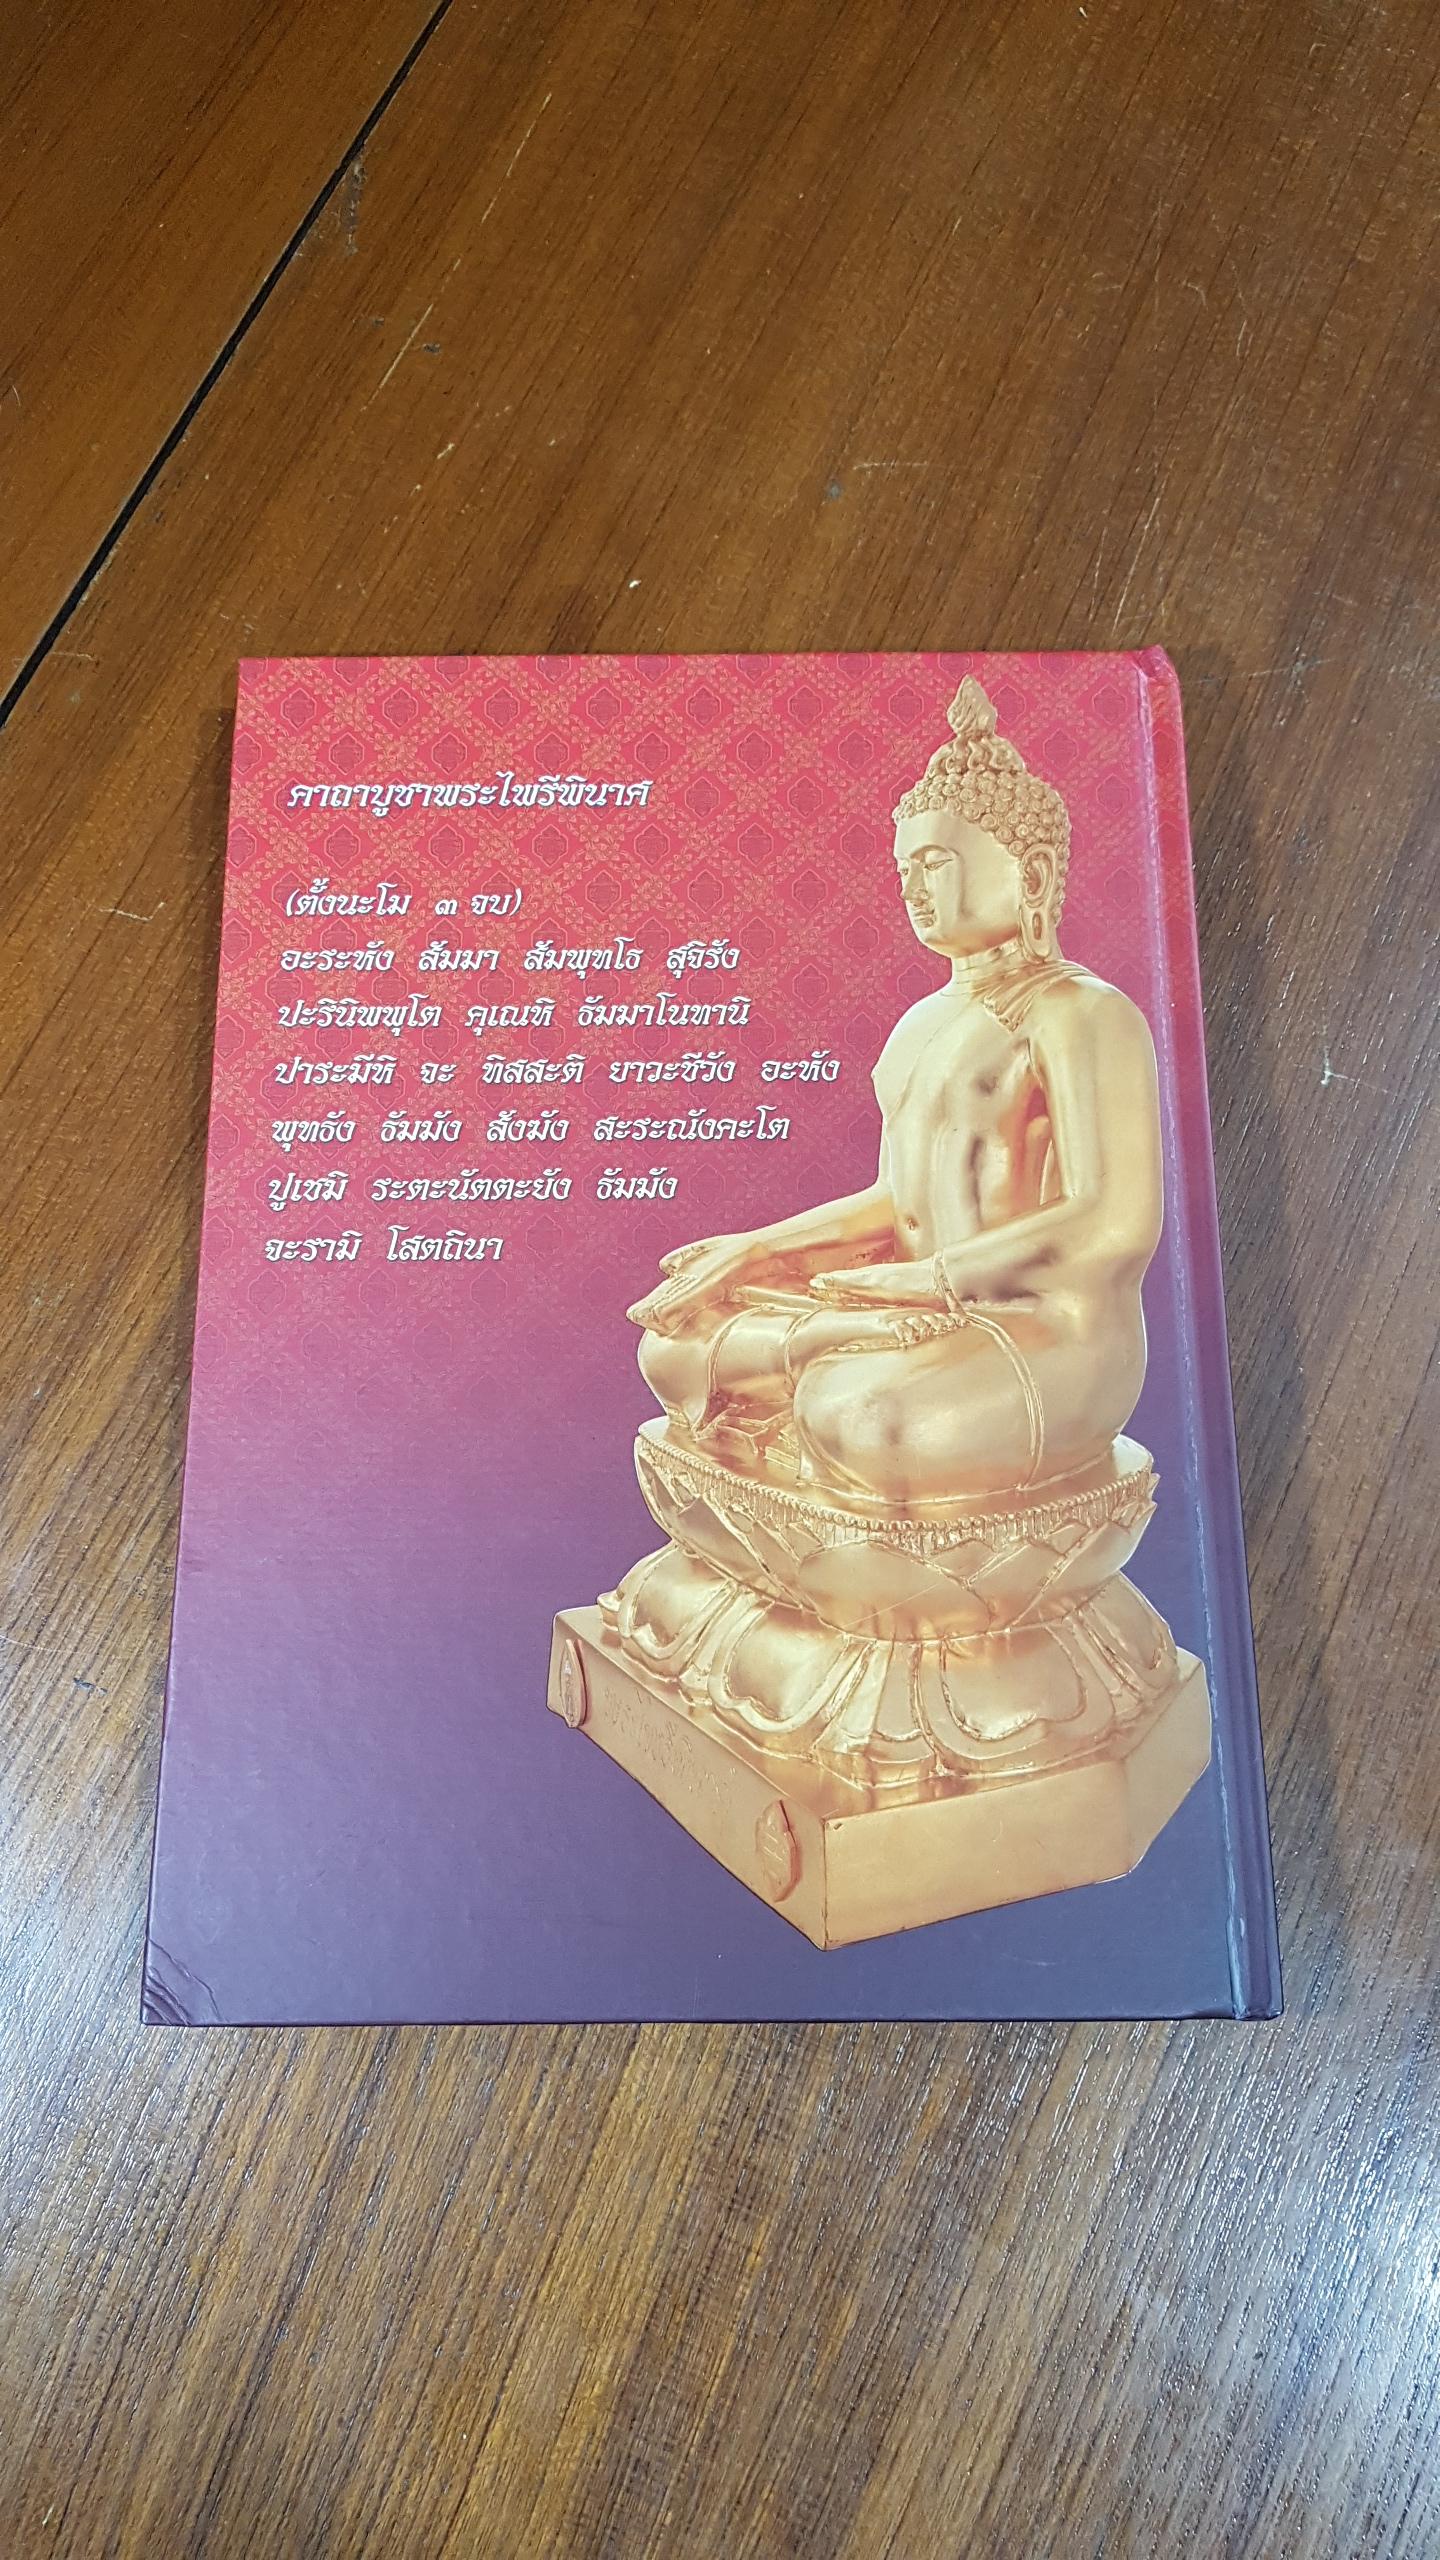 คาถาบูชาพระไพรีพินาศ
(ตั้งนะโม ๓ จบ)
อะระหัง สัมมา สัมพุทโธ สุจิรัง
ปะรินิพพุโต คุเณหิ ธัมมาโนทานิ
ปาระมีหิ จะ ทิสสะติ ยาวะชีวัง อะหัง
พุทธัง ธัมมัง สังฆัง สะระณังคะโต
ปูเชมิ ระตะนัตตะยัง ธัมมัง
จะรามิ โสตถินา